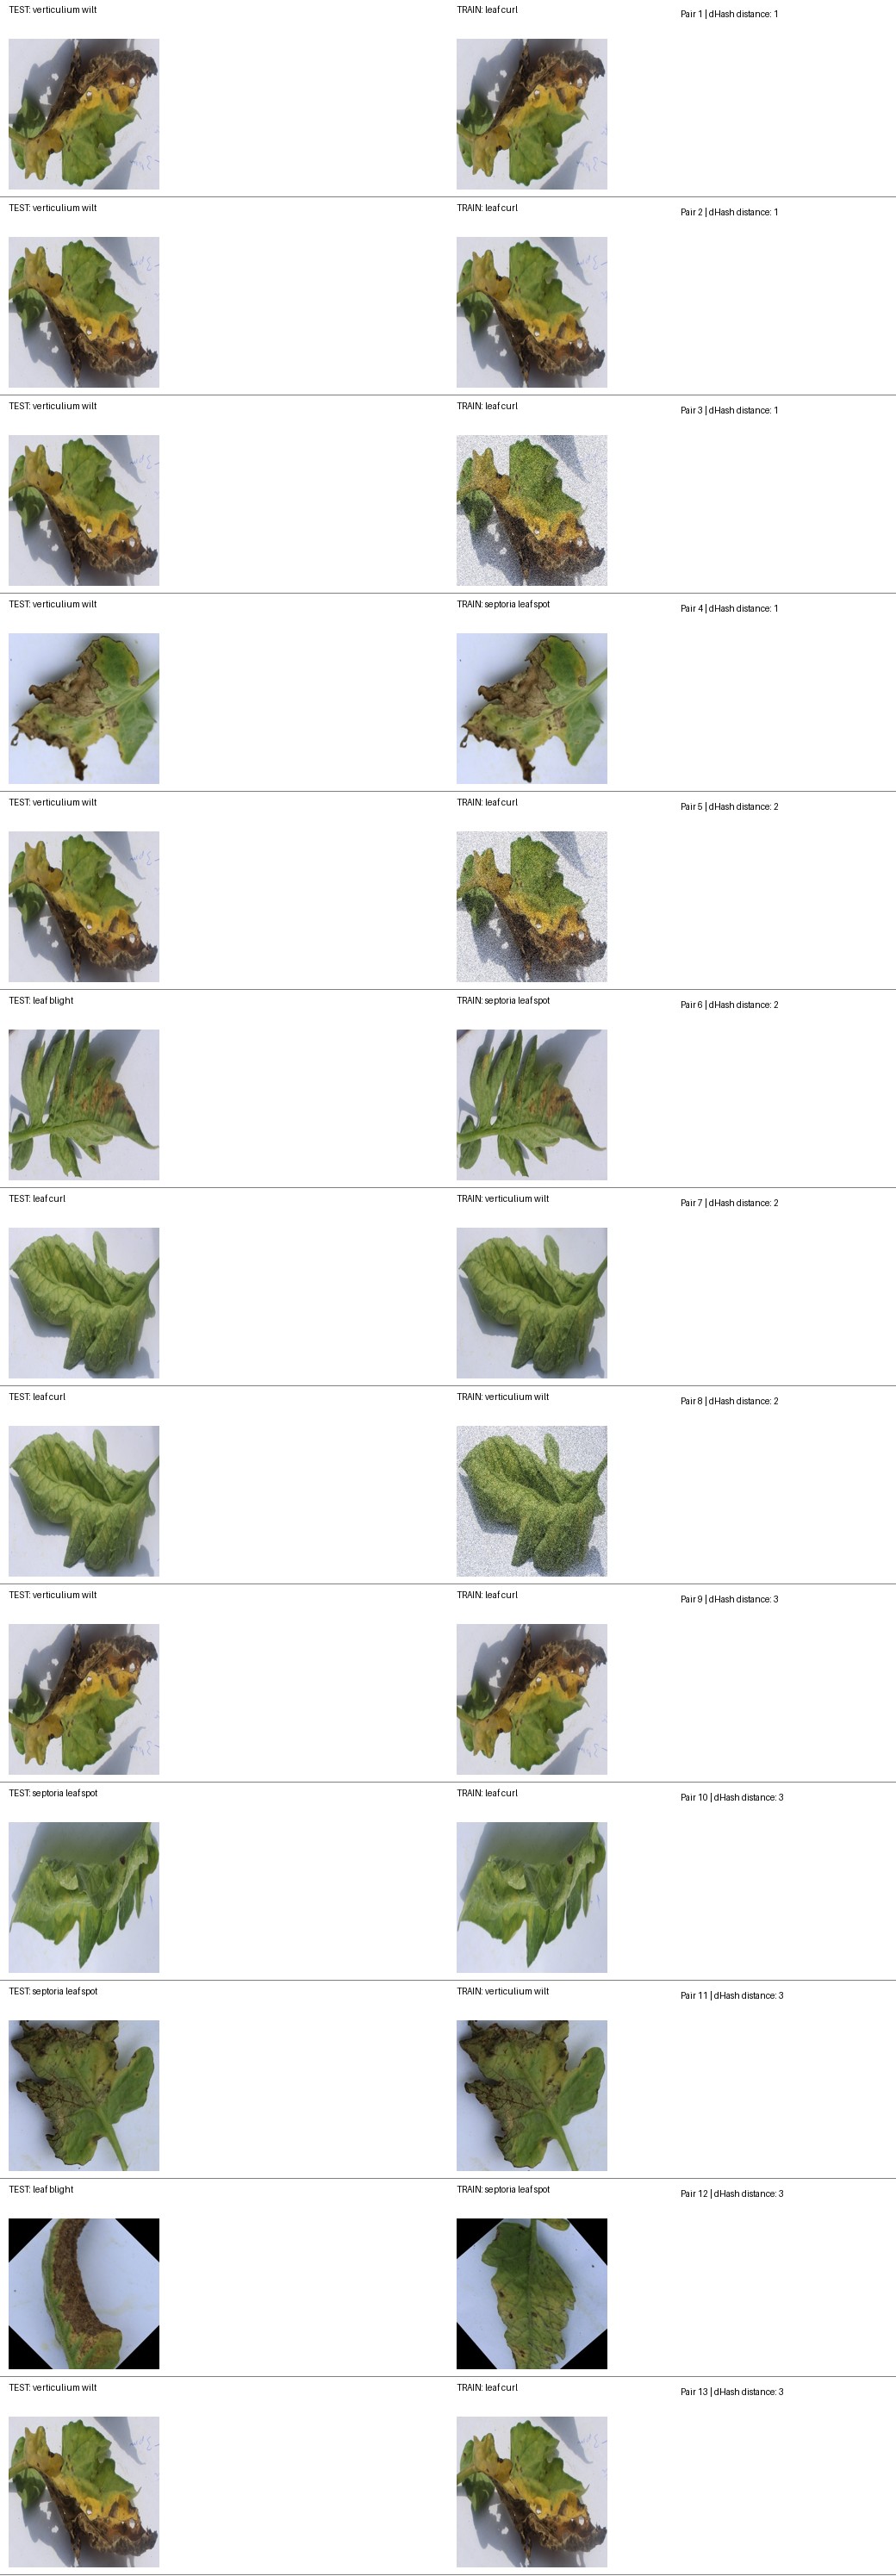 TEST: verticulium wilt
TRAIN: leaf curl
Pair 1 | dHash distance: 1
TEST: verticulium wilt
TRAIN: leaf curl
Pair 2 | dHash distance: 1
TEST: verticulium wilt
TRAIN: leaf curl
Pair 3 | dHash distance: 1
TEST: verticulium wilt
TRAIN: septoria leaf spot
Pair 4 | dHash distance: 1
TEST: verticulium wilt
TRAIN: leaf curl
Pair 5 | dHash distance: 2
TEST: leaf blight
TRAIN: septoria leaf spot
Pair 6 | dHash distance: 2
TEST: leaf curl
TRAIN: verticulium wilt
Pair 7 | dHash distance: 2
TEST: leaf curl
TRAIN: verticulium wilt
Pair 8 | dHash distance: 2
TEST: verticulium wilt
TRAIN: leaf curl
Pair 9 | dHash distance: 3
TEST: septoria leaf spot
TRAIN: leaf curl
Pair 10 | dHash distance: 3
TEST: septoria leaf spot
TRAIN: verticulium wilt
Pair 11 | dHash distance: 3
TEST: leaf blight
TRAIN: septoria leaf spot
Pair 12 | dHash distance: 3
TEST: verticulium wilt
TRAIN: leaf curl
Pair 13 | dHash distance: 3